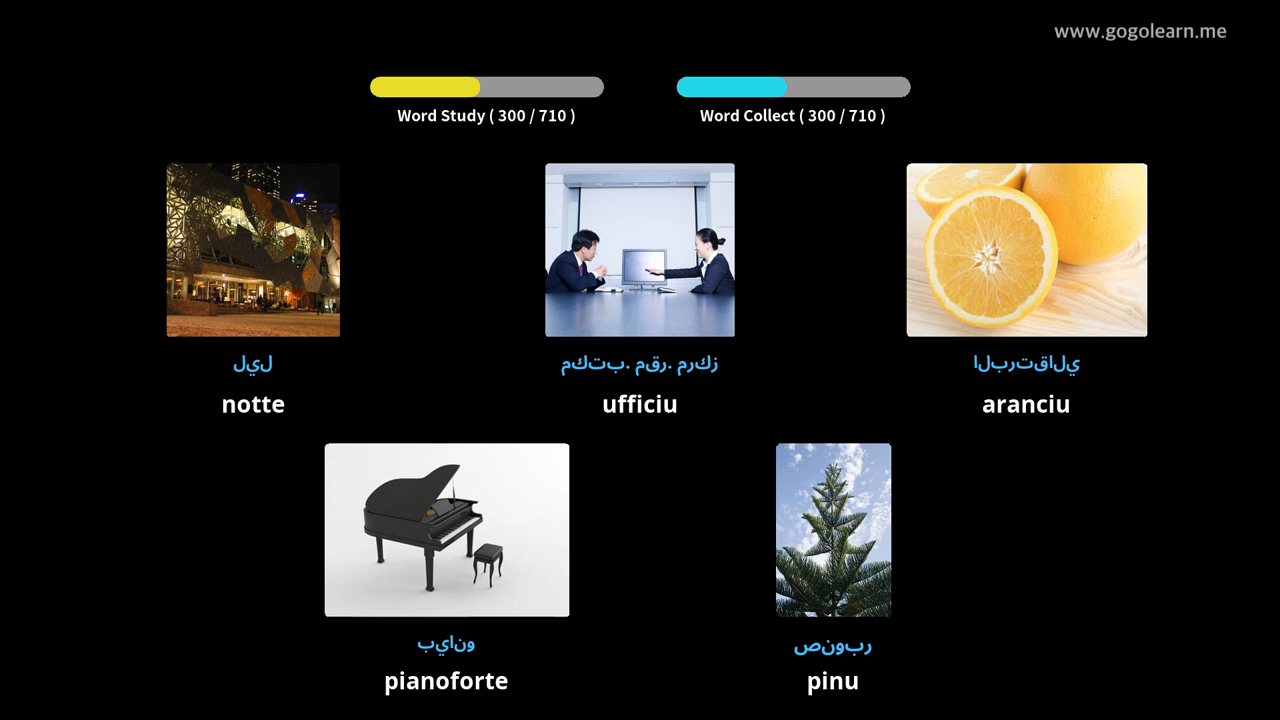 www.gogolearn.me
Word Study ( 300 / 710 )
Word Collect ( 300 / 710 )
ليل
notte
مكتب. مقر. مركز
ufficiu
البرتقالي
aranciu
بيانو
pianoforte
صنوبر
pinu